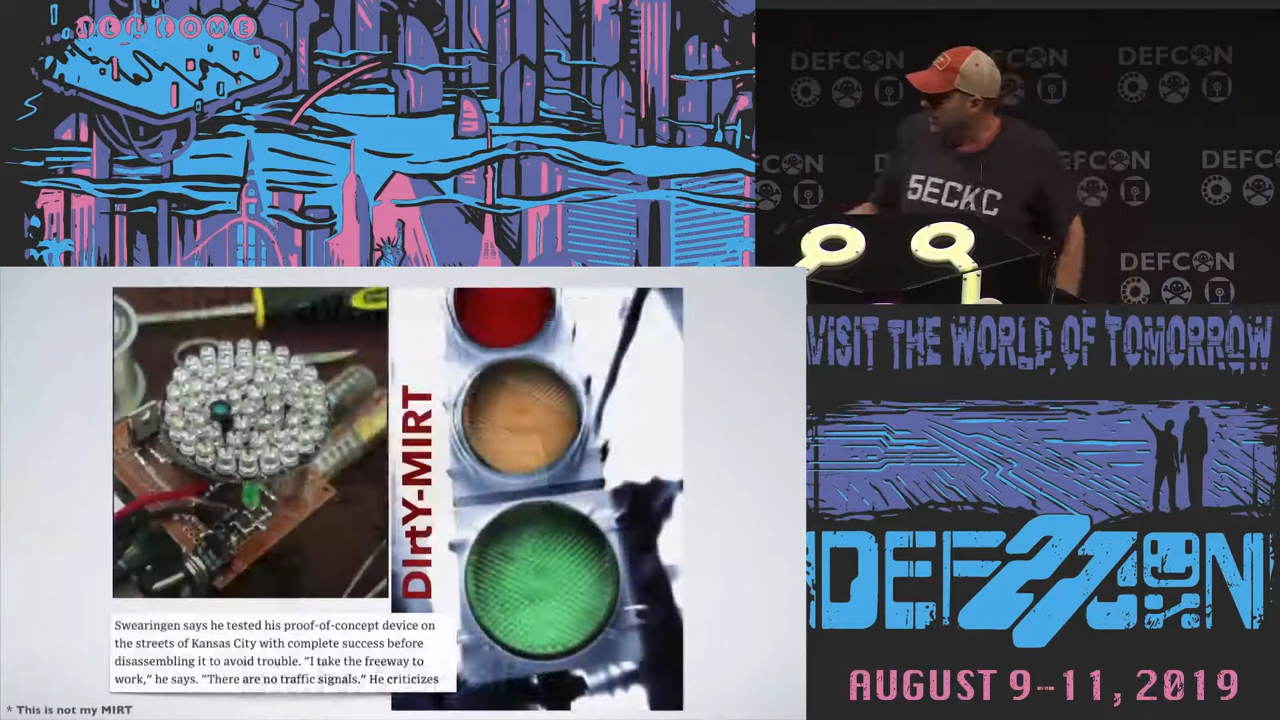 WELCOME
DEFCON
DEFCON
DEFCON
DEFCON
DEFC
DEFCON
5ECKC
VISIT THE WORLD OF TOMORROW
DEFCON
27
AUGUST 9-11, 2019
DIrtY-MIRT
Swearingen says he tested his proof-of-concept device on
the streets of Kansas City with complete success before
disassembling it to avoid trouble. "I take the freeway to
work," he says. "There are no traffic signals." He criticizes
* This is not my MIRT